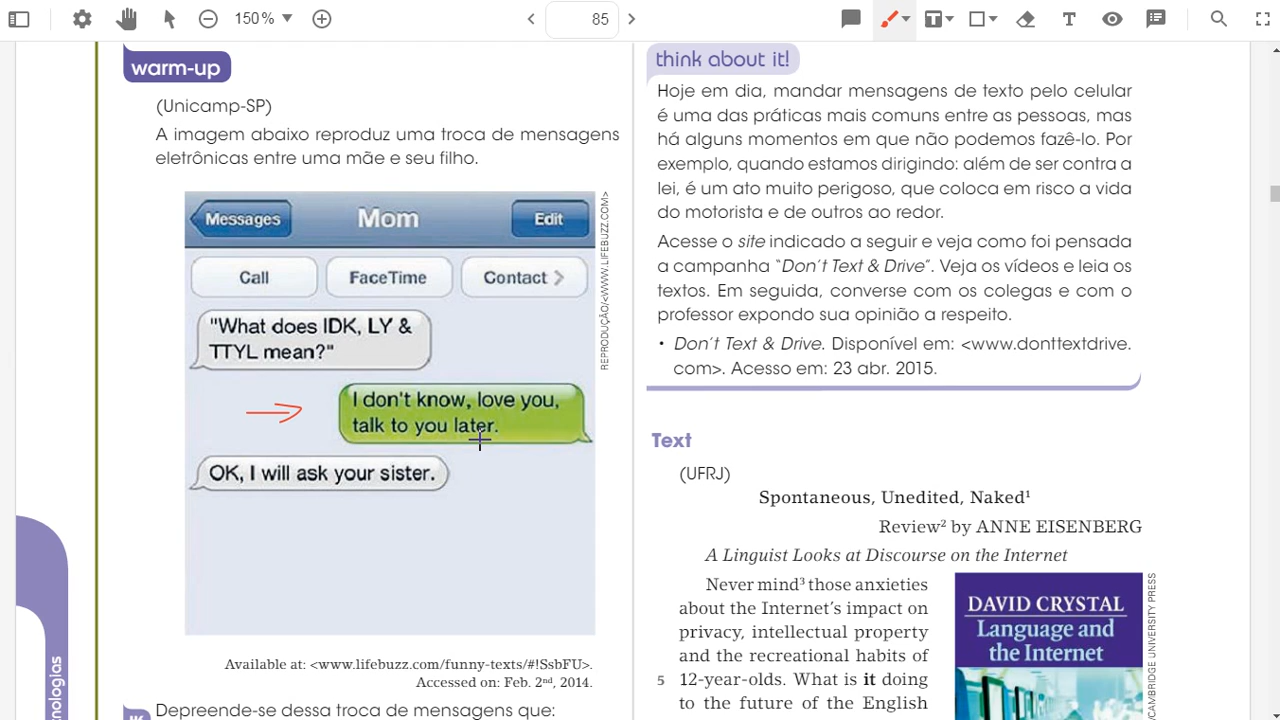 150%
85
warm-up
(Unicamp-SP)
A imagem abaixo reproduz uma troca de mensagens
eletrônicas entre uma mãe e seu filho.
Messages
Mom
Edit
Call
FaceTime
Contact
"What does IDK, LY &
TTYL mean?"
I don't know, love you,
talk to you later.
OK, I will ask your sister.
REPRODUÇÃO/<WWW.LIFEBUZZ.COM>
Available at: <www.lifebuzz.com/funny-texts/#!SsbFU>.
Accessed on: Feb. 2nd, 2014.
Depreende-se dessa troca de mensagens que:
think about it!
Hoje em dia, mandar mensagens de texto pelo celular
é uma das práticas mais comuns entre as pessoas, mas
há alguns momentos em que não podemos fazê-lo. Por
exemplo, quando estamos dirigindo: além de ser contra a
lei, é um ato muito perigoso, que coloca em risco a vida
do motorista e de outros ao redor.
Acesse o site indicado a seguir e veja como foi pensada
a campanha "Don't Text & Drive". Veja os vídeos e leia os
textos. Em seguida, converse com os colegas e com o
professor expondo sua opinião a respeito.
• Don't Text & Drive. Disponível em: <www.donttextdrive.
com>. Acesso em: 23 abr. 2015.
Text
(UFRJ)
Spontaneous, Unedited, Naked¹
Review² by ANNE EISENBERG
A Linguist Looks at Discourse on the Internet
Never mind³ those anxieties
about the Internet's impact on
privacy, intellectual property
and the recreational habits of
5 12-year-olds. What is it doing
to the future of the English
DAVID CRYSTAL
Language and
the Internet
CAMBRIDGE UNIVERSITY PRESS